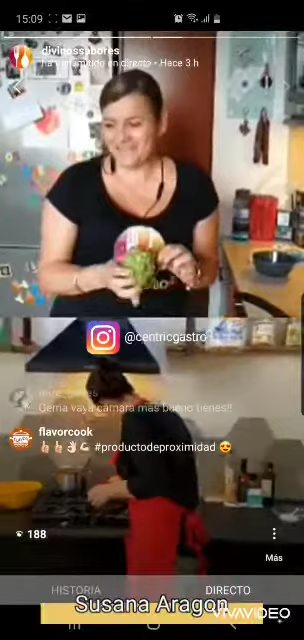 15:09
divinossabores
ha transmitido en directo • Hace 3 h
@centricgastro
Gema vaya cámara más bueno tienes!!
flavorcook
👆🏻👆🏻👌🏻💪🏻 #productodeproximidad 😍
188
Más
HISTORIA
DIRECTO
Susana Aragon
VIVAVIDEO